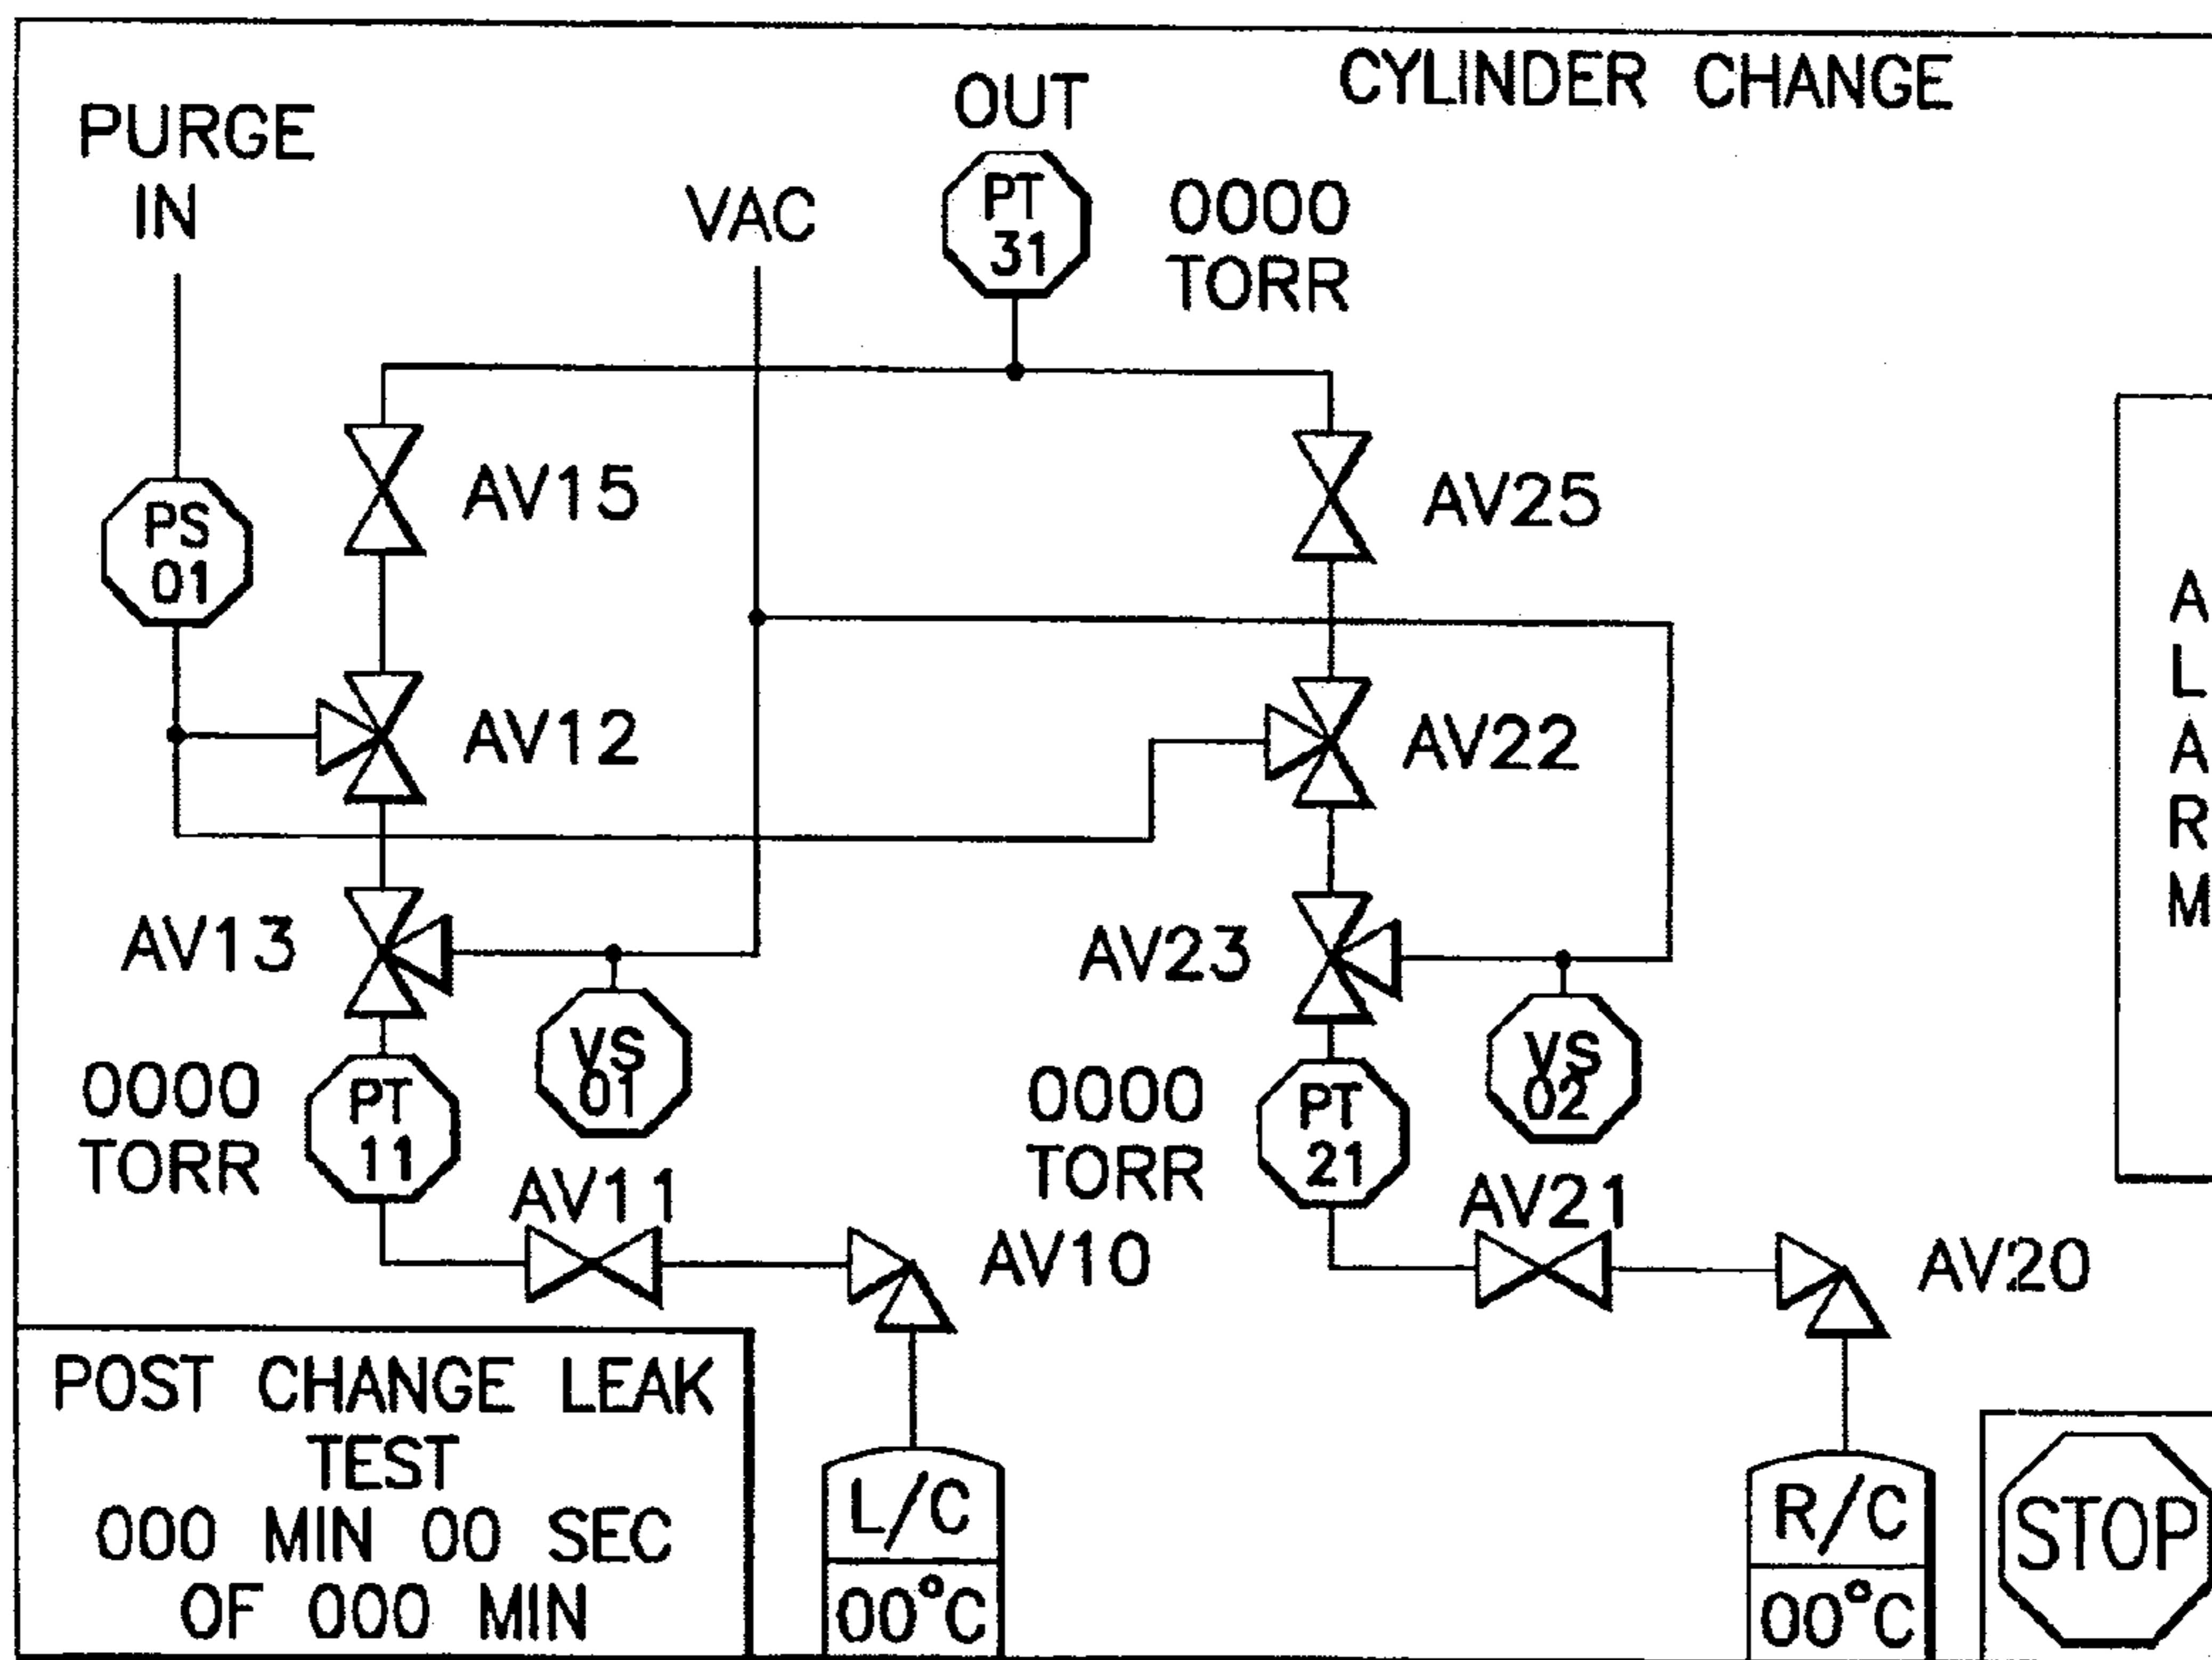 CYLINDER CHANGE
PURGE
IN
VAC
OUT
PT
31
0000
TORR
PS
01
AV15
AV25
AV12
AV22
AV13
AV23
VS
01
VS
02
0000
TORR
PT
11
0000
TORR
PT
21
AV11
AV10
AV21
AV20
A
L
A
R
M
POST CHANGE LEAK
TEST
000 MIN 00 SEC
OF 000 MIN
L/C
00°C
R/C
00°C
STOP